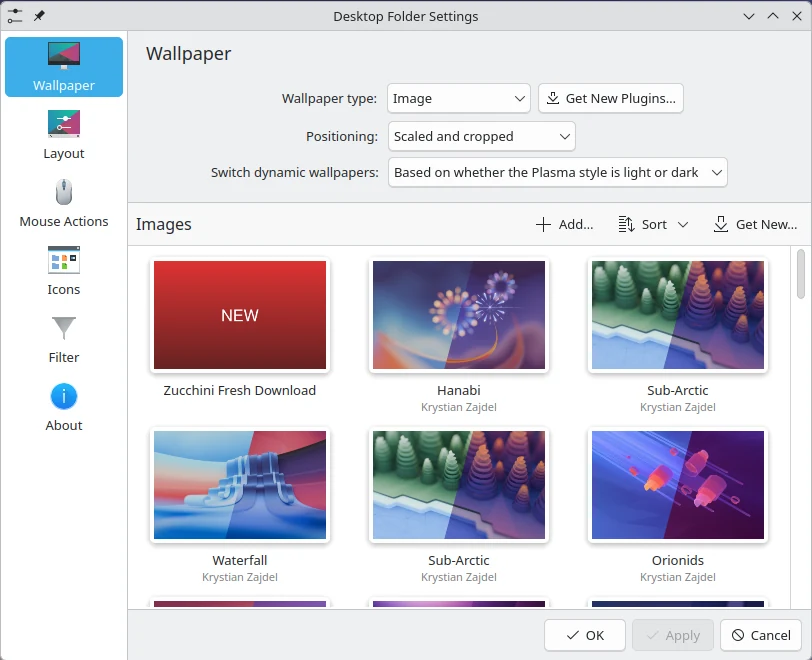 Desktop Folder Settings
Wallpaper
Layout
Mouse Actions
Icons
Filter
i
About
Wallpaper
Wallpaper type: Image Get New Plugins...
Positioning: Scaled and cropped
Switch dynamic wallpapers: Based on whether the Plasma style is light or dark
Images Add... Sort Get New...
NEW
Zucchini Fresh Download
Hanabi
Krystian Zajdel
Sub-Arctic
Krystian Zajdel
Waterfall
Krystian Zajdel
Sub-Arctic
Krystian Zajdel
Orionids
Krystian Zajdel
OK Apply Cancel